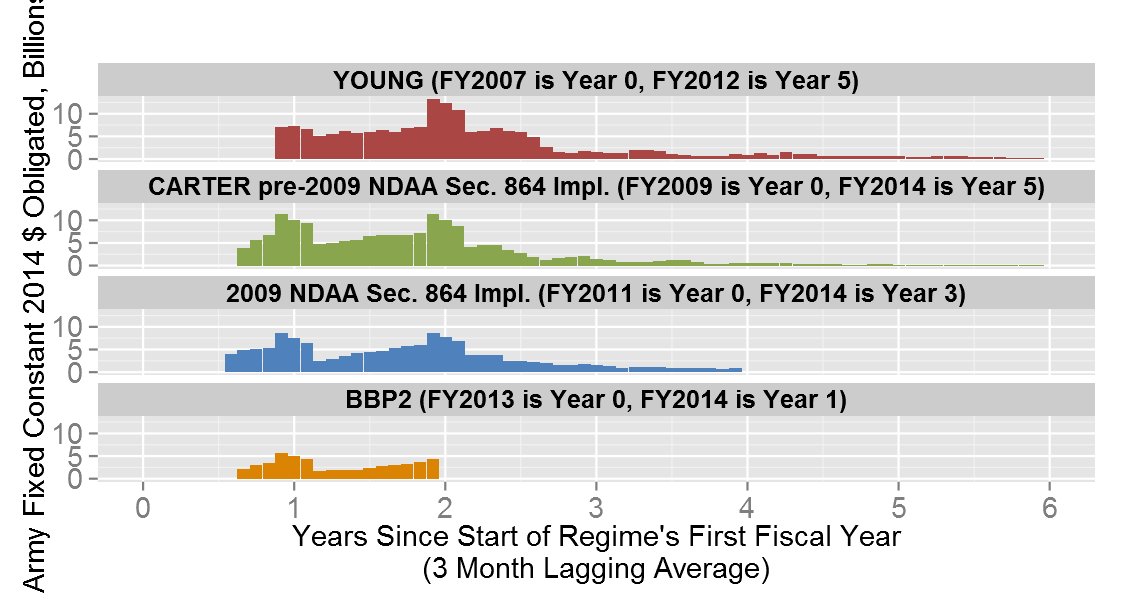 Army Fixed Constant 2014 $ Obligated, Billions
YOUNG (FY2007 is Year 0, FY2012 is Year 5)
10
5
0
CARTER pre-2009 NDAA Sec. 864 Impl. (FY2009 is Year 0, FY2014 is Year 5)
10
5
0
2009 NDAA Sec. 864 Impl. (FY2011 is Year 0, FY2014 is Year 3)
10
5
0
BBP2 (FY2013 is Year 0, FY2014 is Year 1)
10
5
0
0 1 2 3 4 5 6
Years Since Start of Regime's First Fiscal Year
(3 Month Lagging Average)